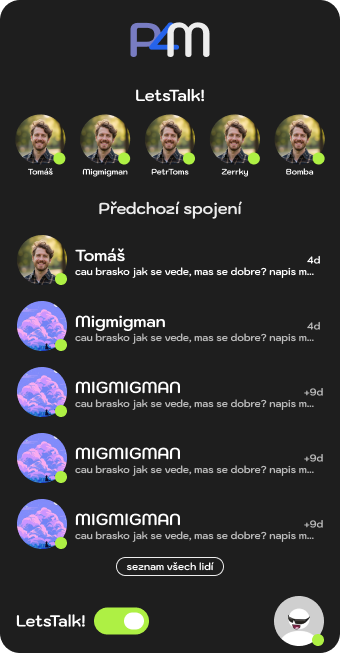 P4M
LetsTalk!
Tomáš Migmigman PetrToms Zerrky Bomba
Předchozí spojení
Tomáš
4d
cau brasko jak se vede, mas se dobre? napis m...
Migmigman
4d
cau brasko jak se vede, mas se dobre? napis m...
MIGMIGMAN
+9d
cau brasko jak se vede, mas se dobre? napis m...
MIGMIGMAN
+9d
cau brasko jak se vede, mas se dobre? napis m...
MIGMIGMAN
+9d
cau brasko jak se vede, mas se dobre? napis m...
seznam všech lidí
LetsTalk!